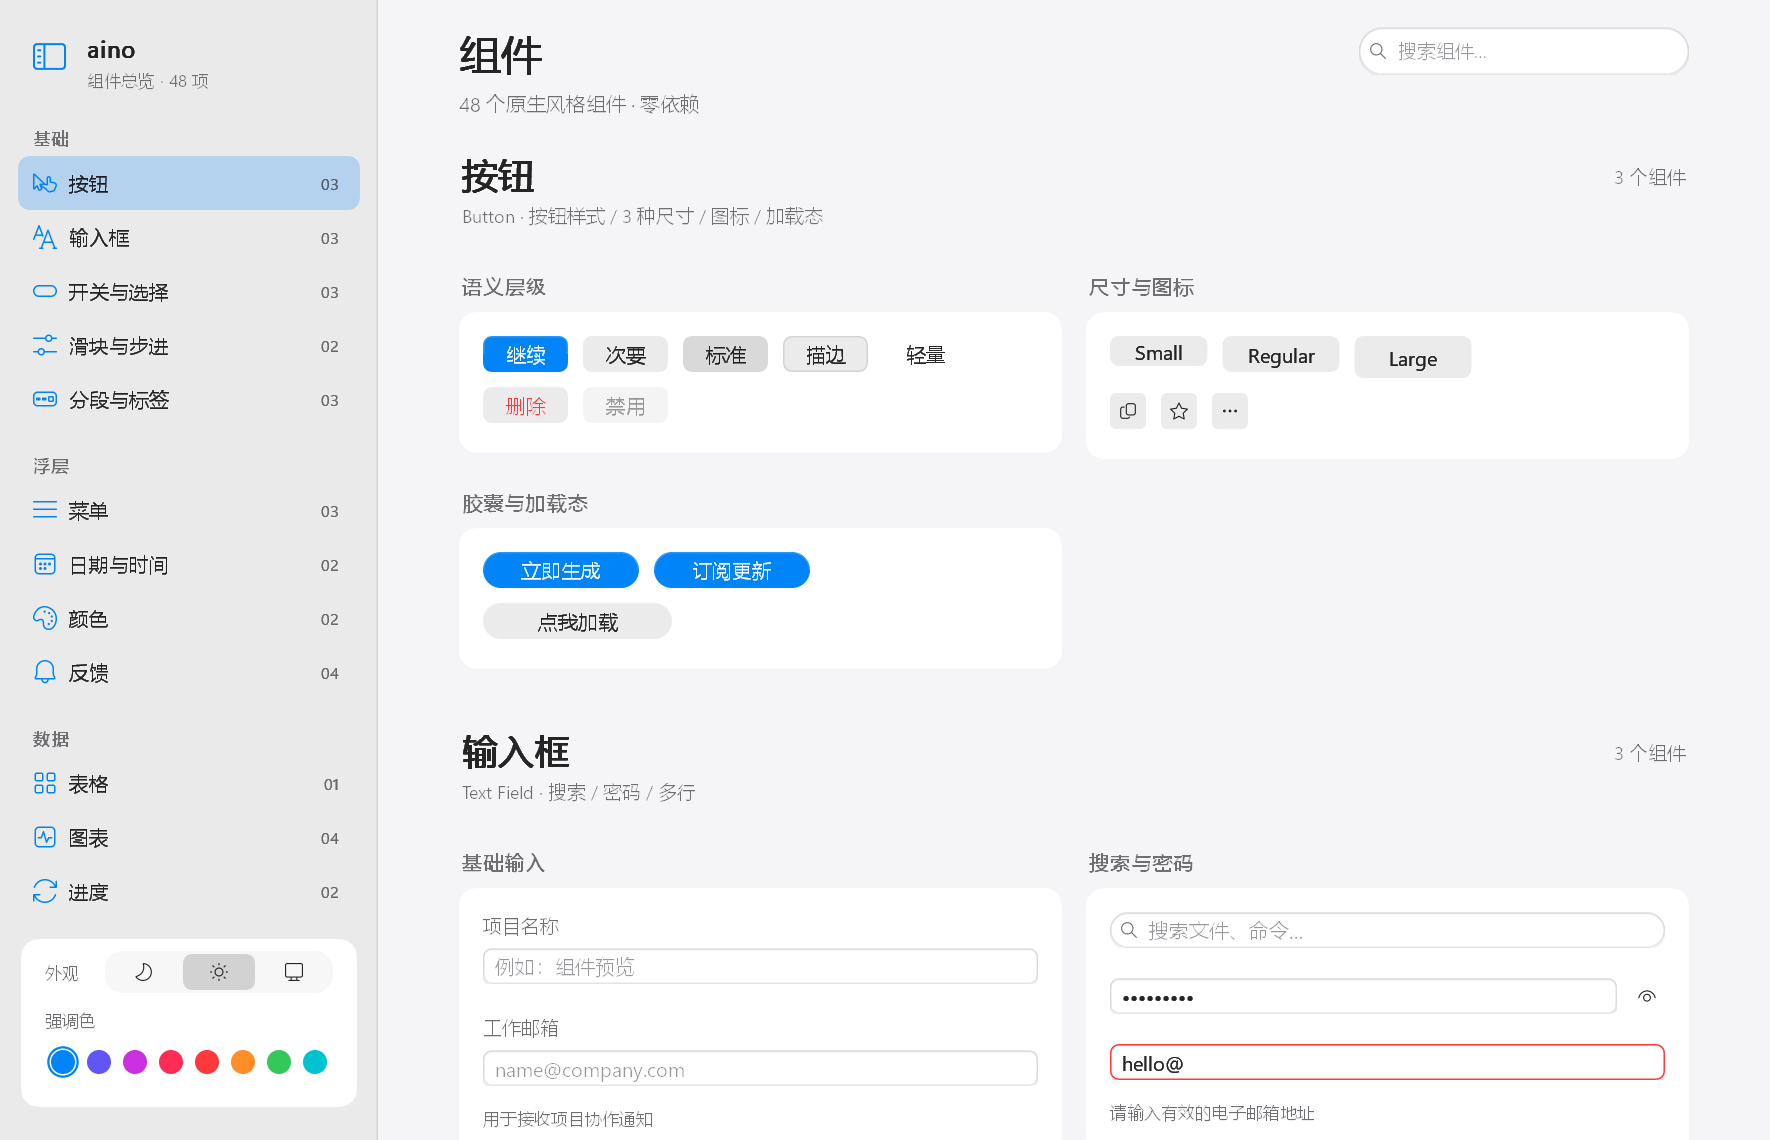 aino
组件总览 · 48 项
基础
按钮 03
输入框 03
开关与选择 03
滑块与步进 02
分段与标签 03
浮层
菜单 03
日期与时间 02
颜色 02
反馈 04
数据
表格 01
图表 04
进度 02
外观
强调色
组件
搜索组件...
48 个原生风格组件 · 零依赖
按钮
3 个组件
Button · 按钮样式 / 3 种尺寸 / 图标 / 加载态
语义层级
继续 次要 标准 描边 轻量
删除 禁用
尺寸与图标
Small Regular Large
胶囊与加载态
立即生成 订阅更新
点我加载
输入框
3 个组件
Text Field · 搜索 / 密码 / 多行
基础输入
项目名称
例如：组件预览
工作邮箱
name@company.com
用于接收项目协作通知
搜索与密码
搜索文件、命令...
•••••••••
hello@
请输入有效的电子邮箱地址